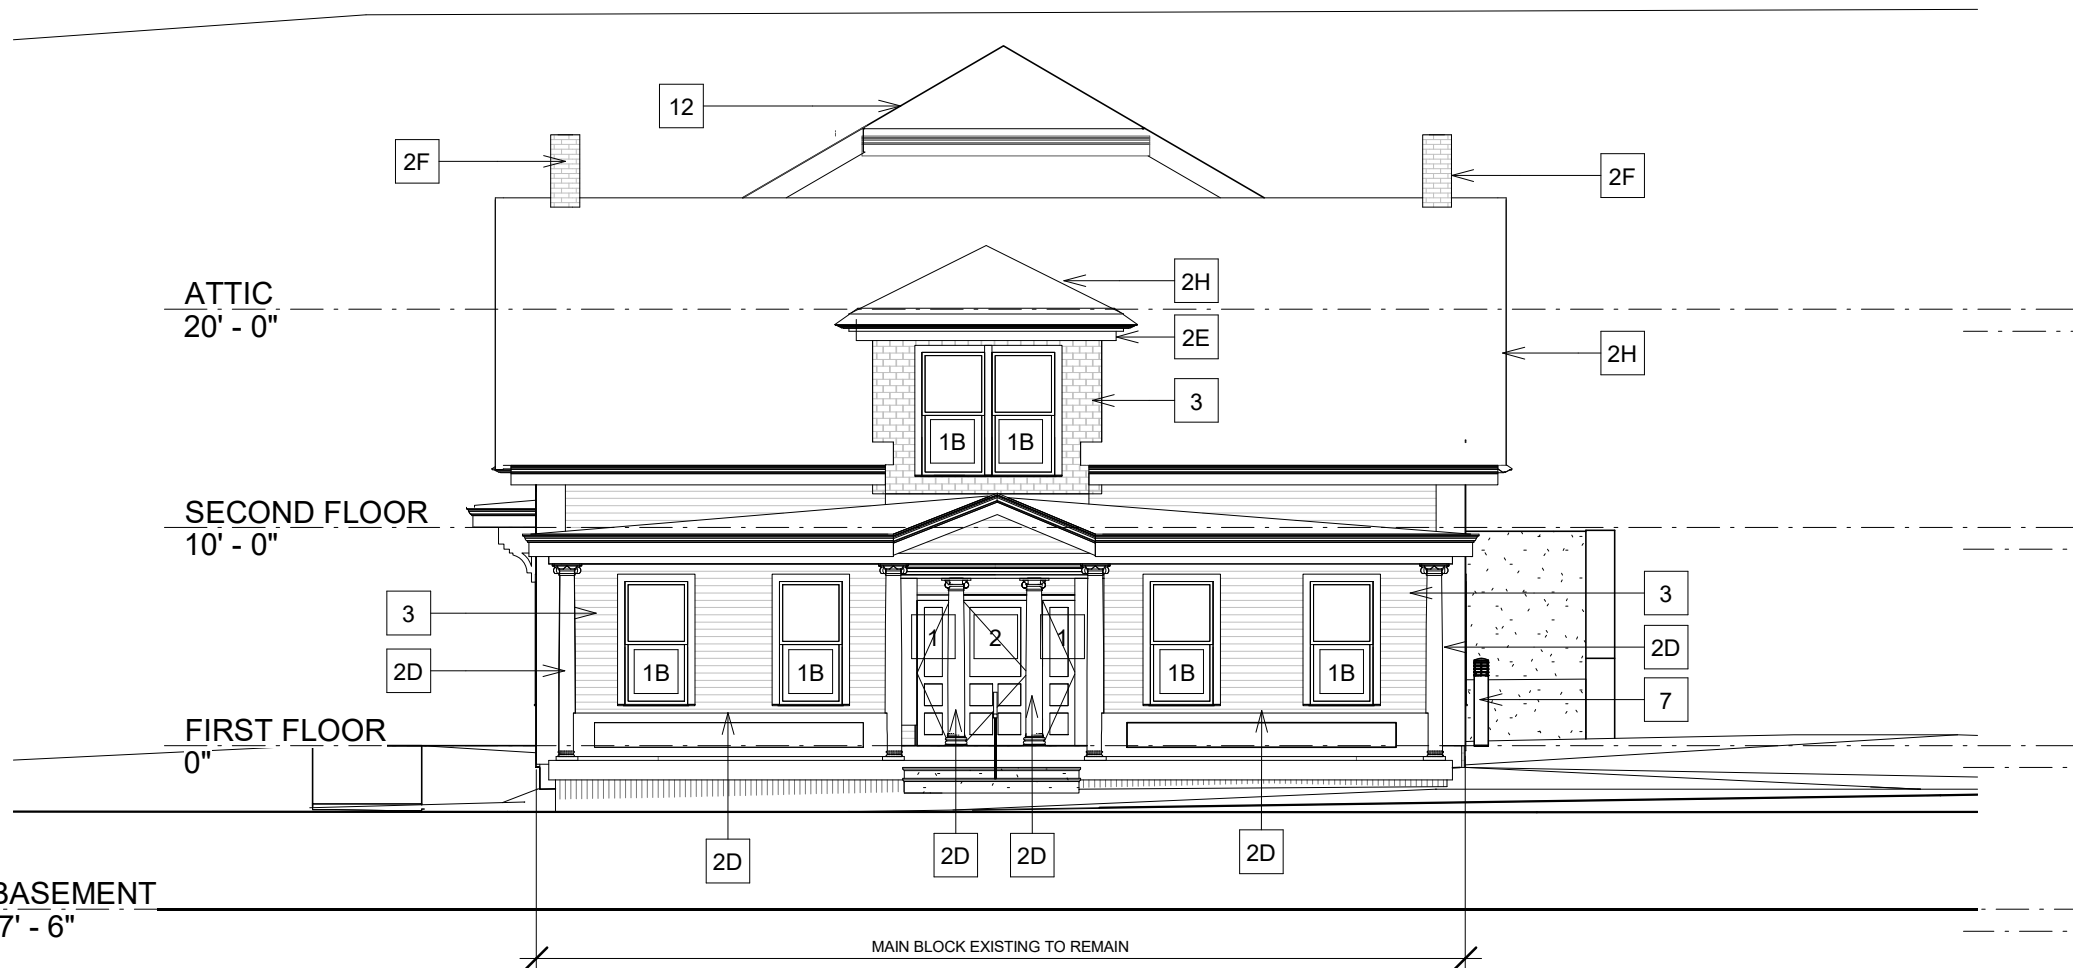 12
2F
2F
2H
ATTIC
20' - 0"
2E
2H
3
1B 1B
SECOND FLOOR
10' - 0"
3
3
1 2 1
2D
2D
1B 1B 1B 1B
7
FIRST FLOOR
0"
2D 2D 2D 2D
BASEMENT
7' - 6"
MAIN BLOCK EXISTING TO REMAIN